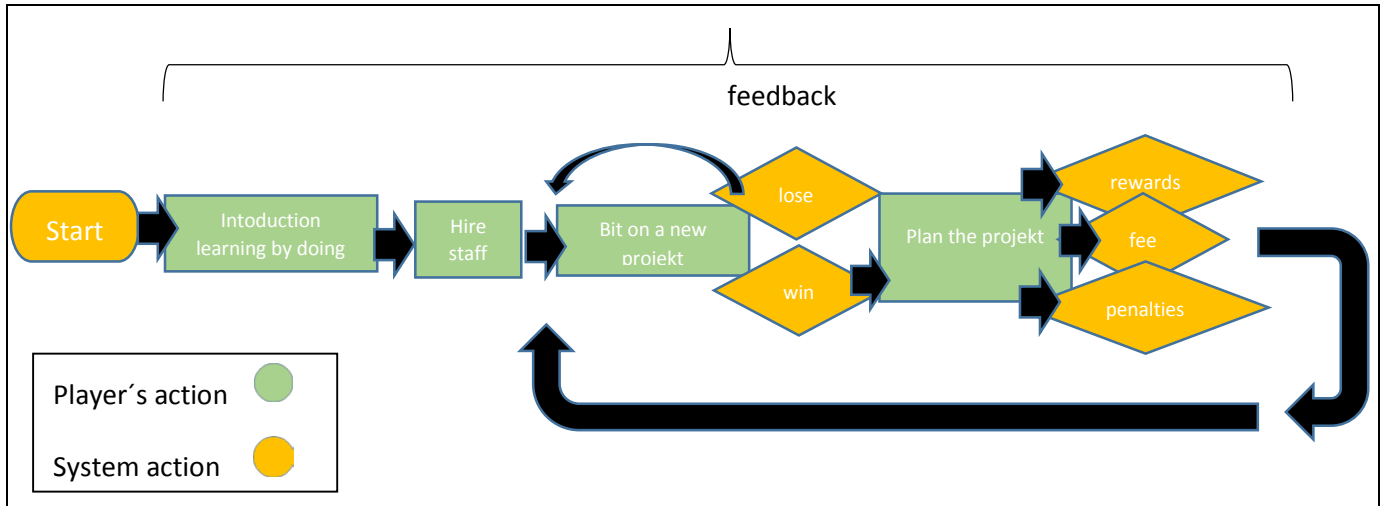 feedback
Start
Intoduction
learning by doing
Hire
staff
Bit on a new
projekt
lose
win
Plan the projekt
rewards
fee
penalties
Player´s action
System action